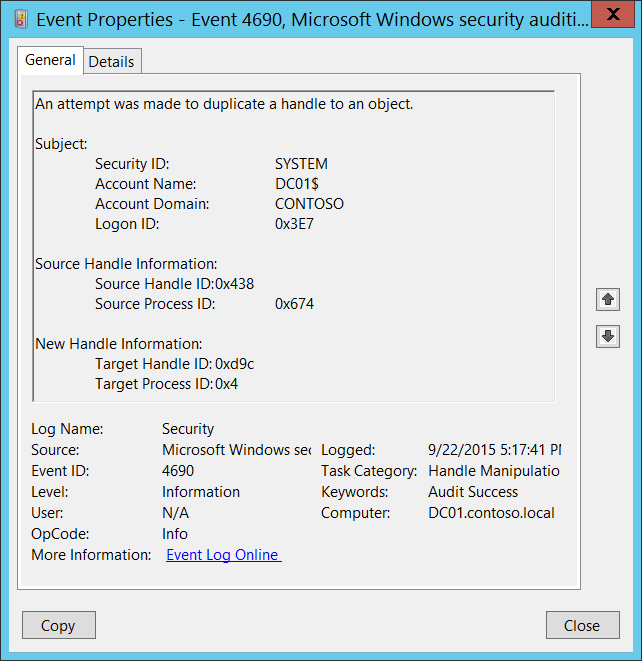 Event Properties - Event 4690, Microsoft Windows security auditi...
X
General Details
An attempt was made to duplicate a handle to an object.
Subject:
Security ID: SYSTEM
Account Name: DC01$
Account Domain: CONTOSO
Logon ID: 0x3E7
Source Handle Information:
Source Handle ID:0x438
Source Process ID: 0x674
New Handle Information:
Target Handle ID:0xd9c
Target Process ID:0x4
Log Name: Security
Source: Microsoft Windows sec Logged: 9/22/2015 5:17:41 PM
Event ID: 4690 Task Category: Handle Manipulatio
Level: Information Keywords: Audit Success
User: N/A Computer: DC01.contoso.local
OpCode: Info
More Information: Event Log Online
Copy Close